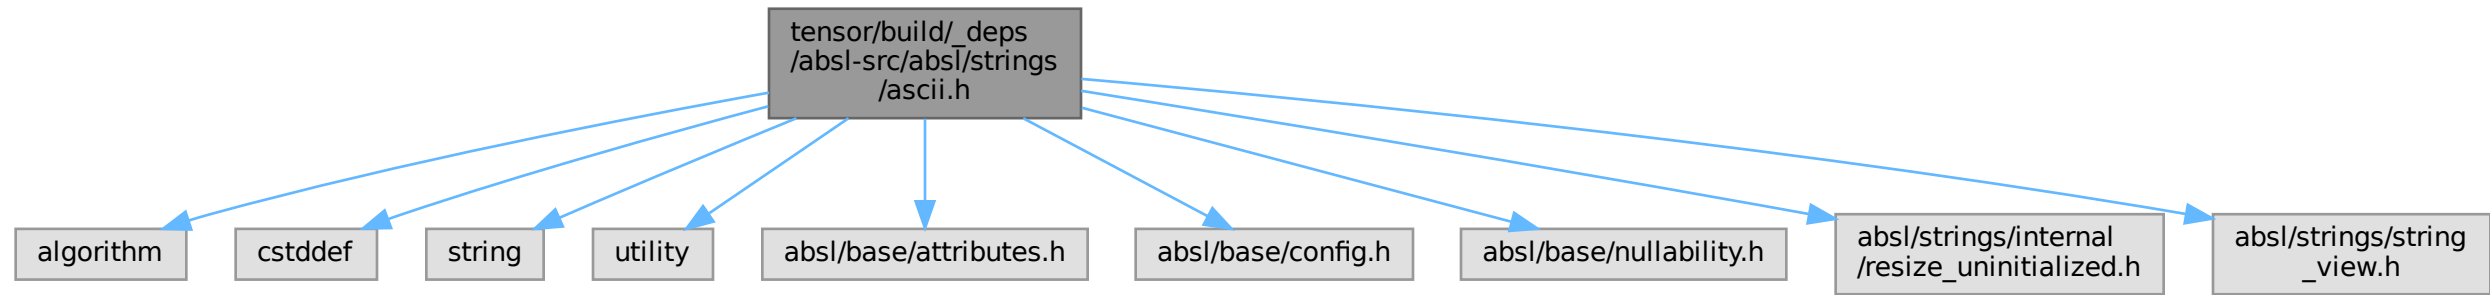 tensor/build/_deps
/absl-src/absl/strings
/ascii.h
algorithm
cstddef
string
utility
absl/base/attributes.h
absl/base/config.h
absl/base/nullability.h
absl/strings/internal
/resize_uninitialized.h
absl/strings/string
_view.h